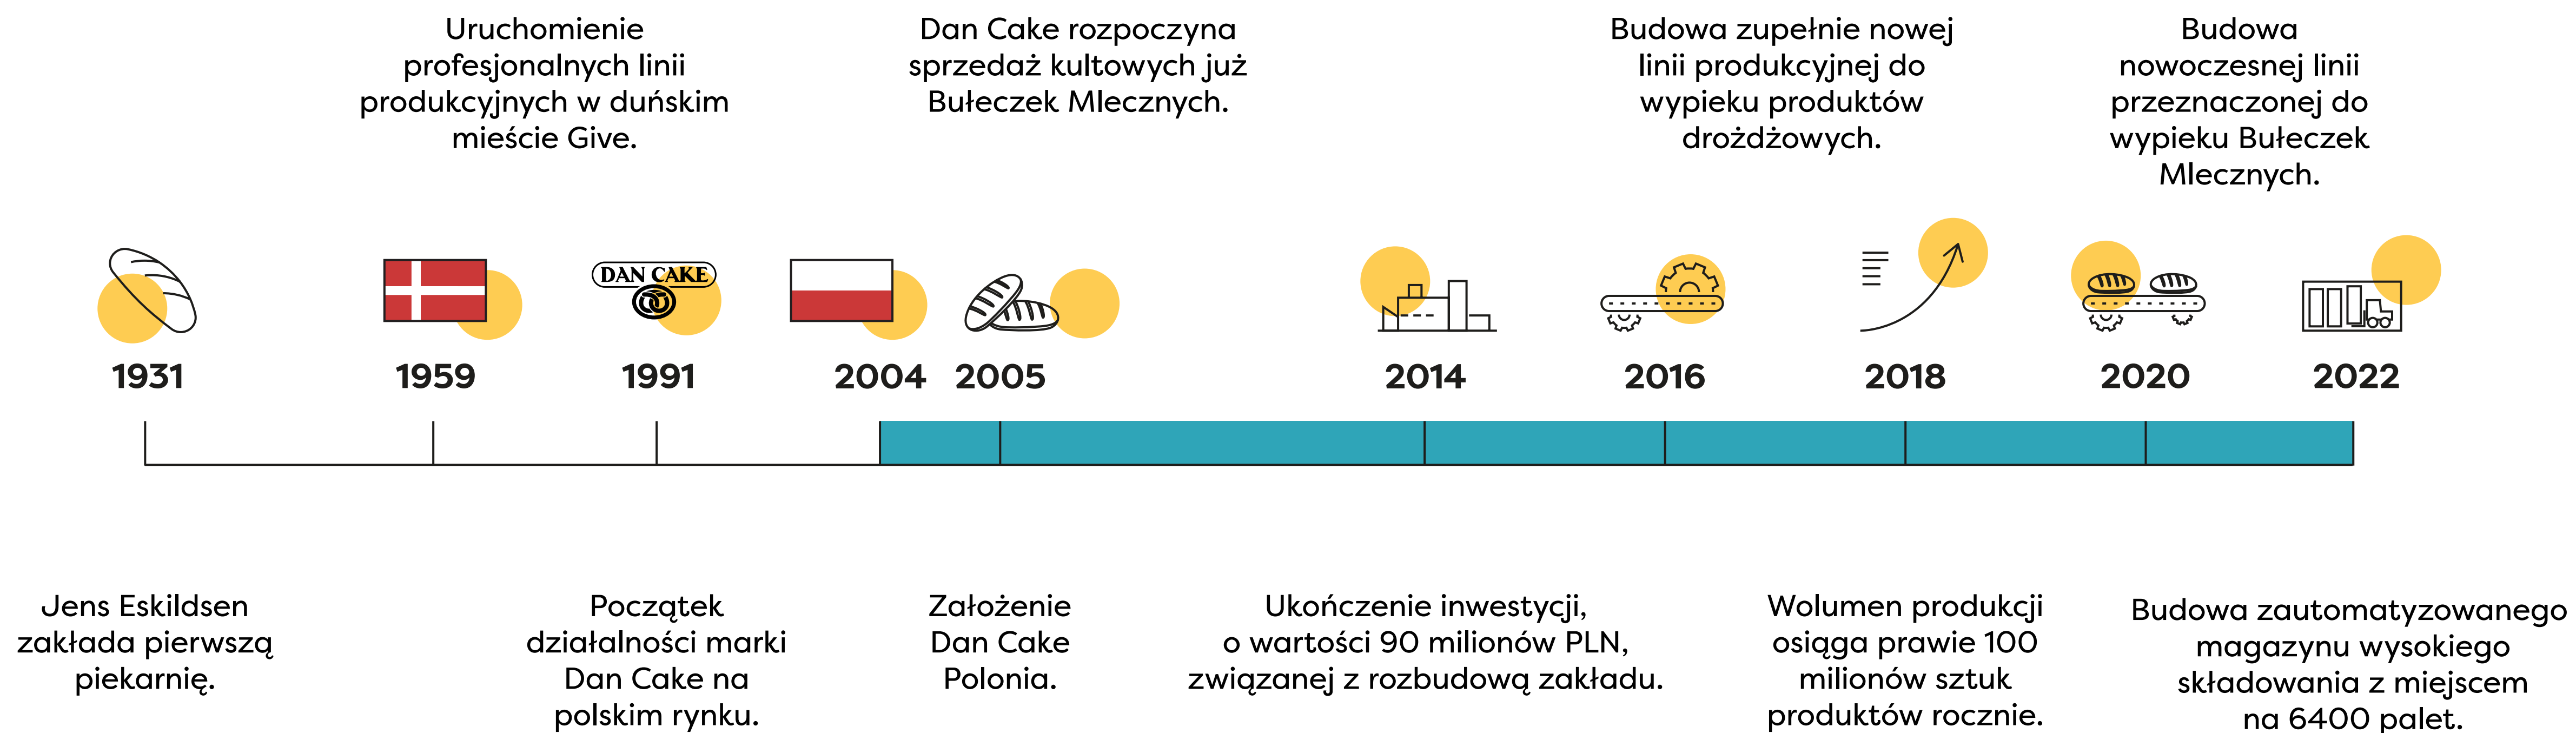 Uruchomienie
profesjonalnych linii
produkcyjnych w duńskim
mieście Give.
Dan Cake rozpoczyna
sprzedaż kultowych już
Bułeczek Mlecznych.
Budowa zupełnie nowej
linii produkcyjnej do
wypieku produktów
drożdżowych.
Budowa
nowoczesnej linii
przeznaczonej do
wypieku Bułeczek
Mlecznych.
DAN CAKE
1931
1959
1991
2004
2005
2014
2016
2018
2020
2022
Jens Eskildsen
zakłada pierwszą
piekarnię.
Początek
działalności marki
Dan Cake na
polskim rynku.
Założenie
Dan Cake
Polonia.
Ukończenie inwestycji,
o wartości 90 milionów PLN,
związanej z rozbudową zakładu.
Wolumen produkcji
osiąga prawie 100
milionów sztuk
produktów rocznie.
Budowa zautomatyzowanego
magazynu wysokiego
składowania z miejscem
na 6400 palet.